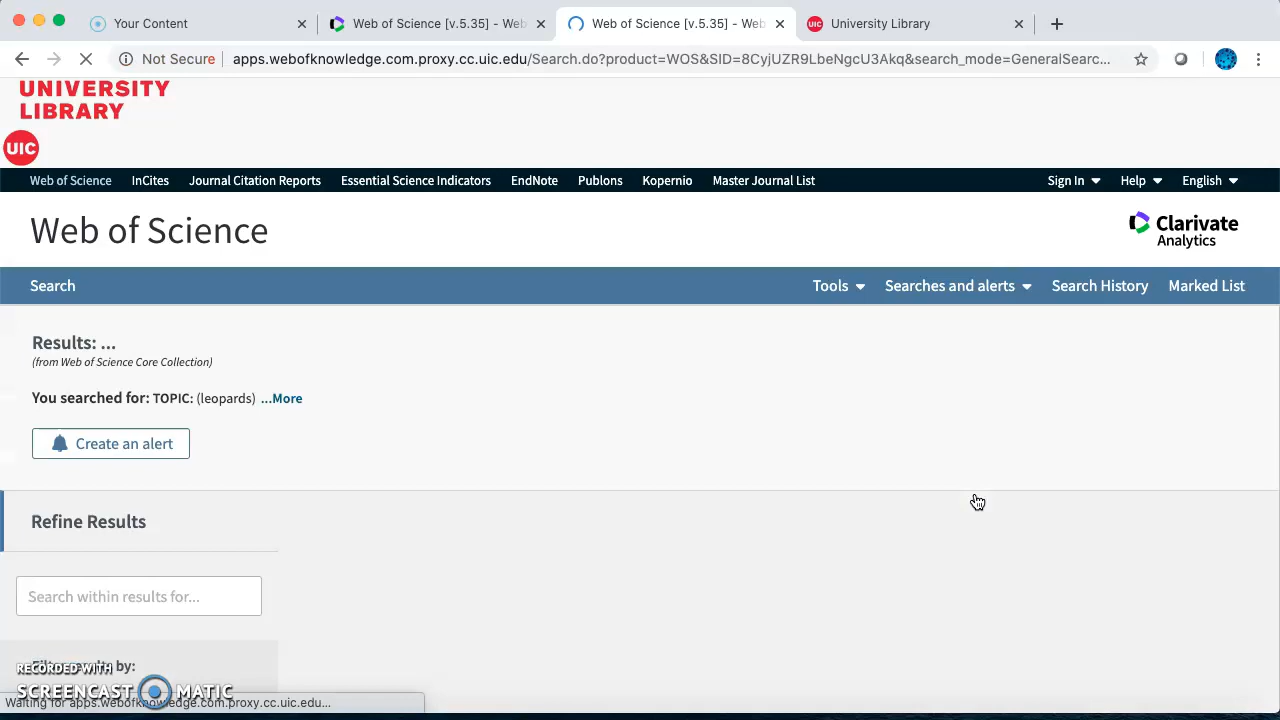 Your Content
Web of Science [v.5.35] - Web
Web of Science [v.5.35] - Web
University Library
Not Secure
apps.webofknowledge.com.proxy.cc.uic.edu/Search.do?product=WOS&SID=8CyjUZR9LbeNgcU3Akq&search_mode=GeneralSearc...
UNIVERSITY
LIBRARY
UIC
Web of Science InCites Journal Citation Reports Essential Science Indicators EndNote Publons Kopernio Master Journal List Sign In Help English
Web of Science
Clarivate
Analytics
Search Tools Searches and alerts Search History Marked List
Results: ...
(from Web of Science Core Collection)
You searched for: TOPIC: (leopards) ...More
Create an alert
Refine Results
Search within results for...
Filter results by:
RECORDED WITH
SCREENCAST MATIC
Waiting for apps.webofknowledge.com.proxy.cc.uic.edu...